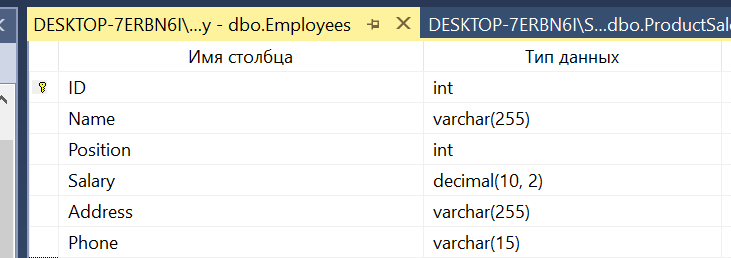 DESKTOP-7ERBN6I\...y - dbo.Employees DESKTOP-7ERBN6I\S...dbo.ProductSale
Имя столбца Тип данных
ID int
Name varchar(255)
Position int
Salary decimal(10, 2)
Address varchar(255)
Phone varchar(15)